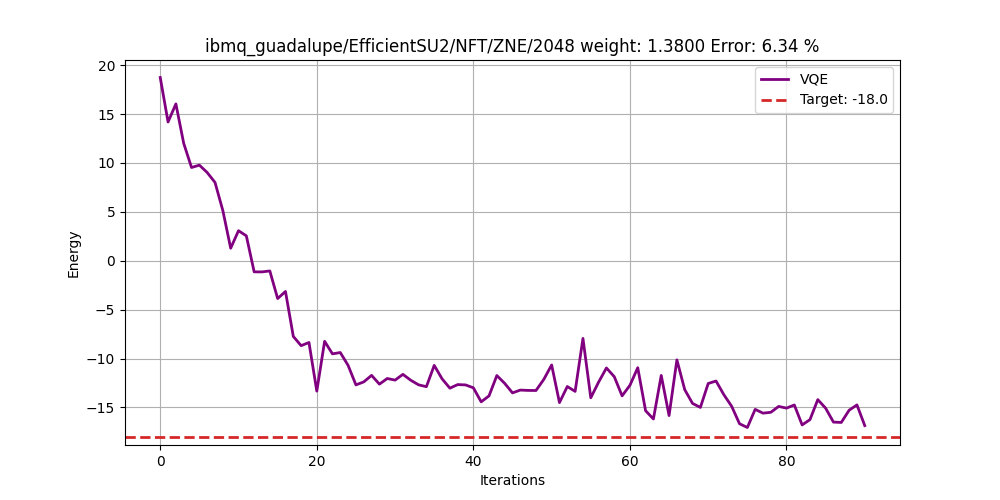 ibmq_guadalupe/EfficientSU2/NFT/ZNE/2048 weight: 1.3800 Error: 6.34 %
VQE
Target: -18.0
20
15
10
5
0
−5
−10
−15
Energy
0
20
40
60
80
Iterations